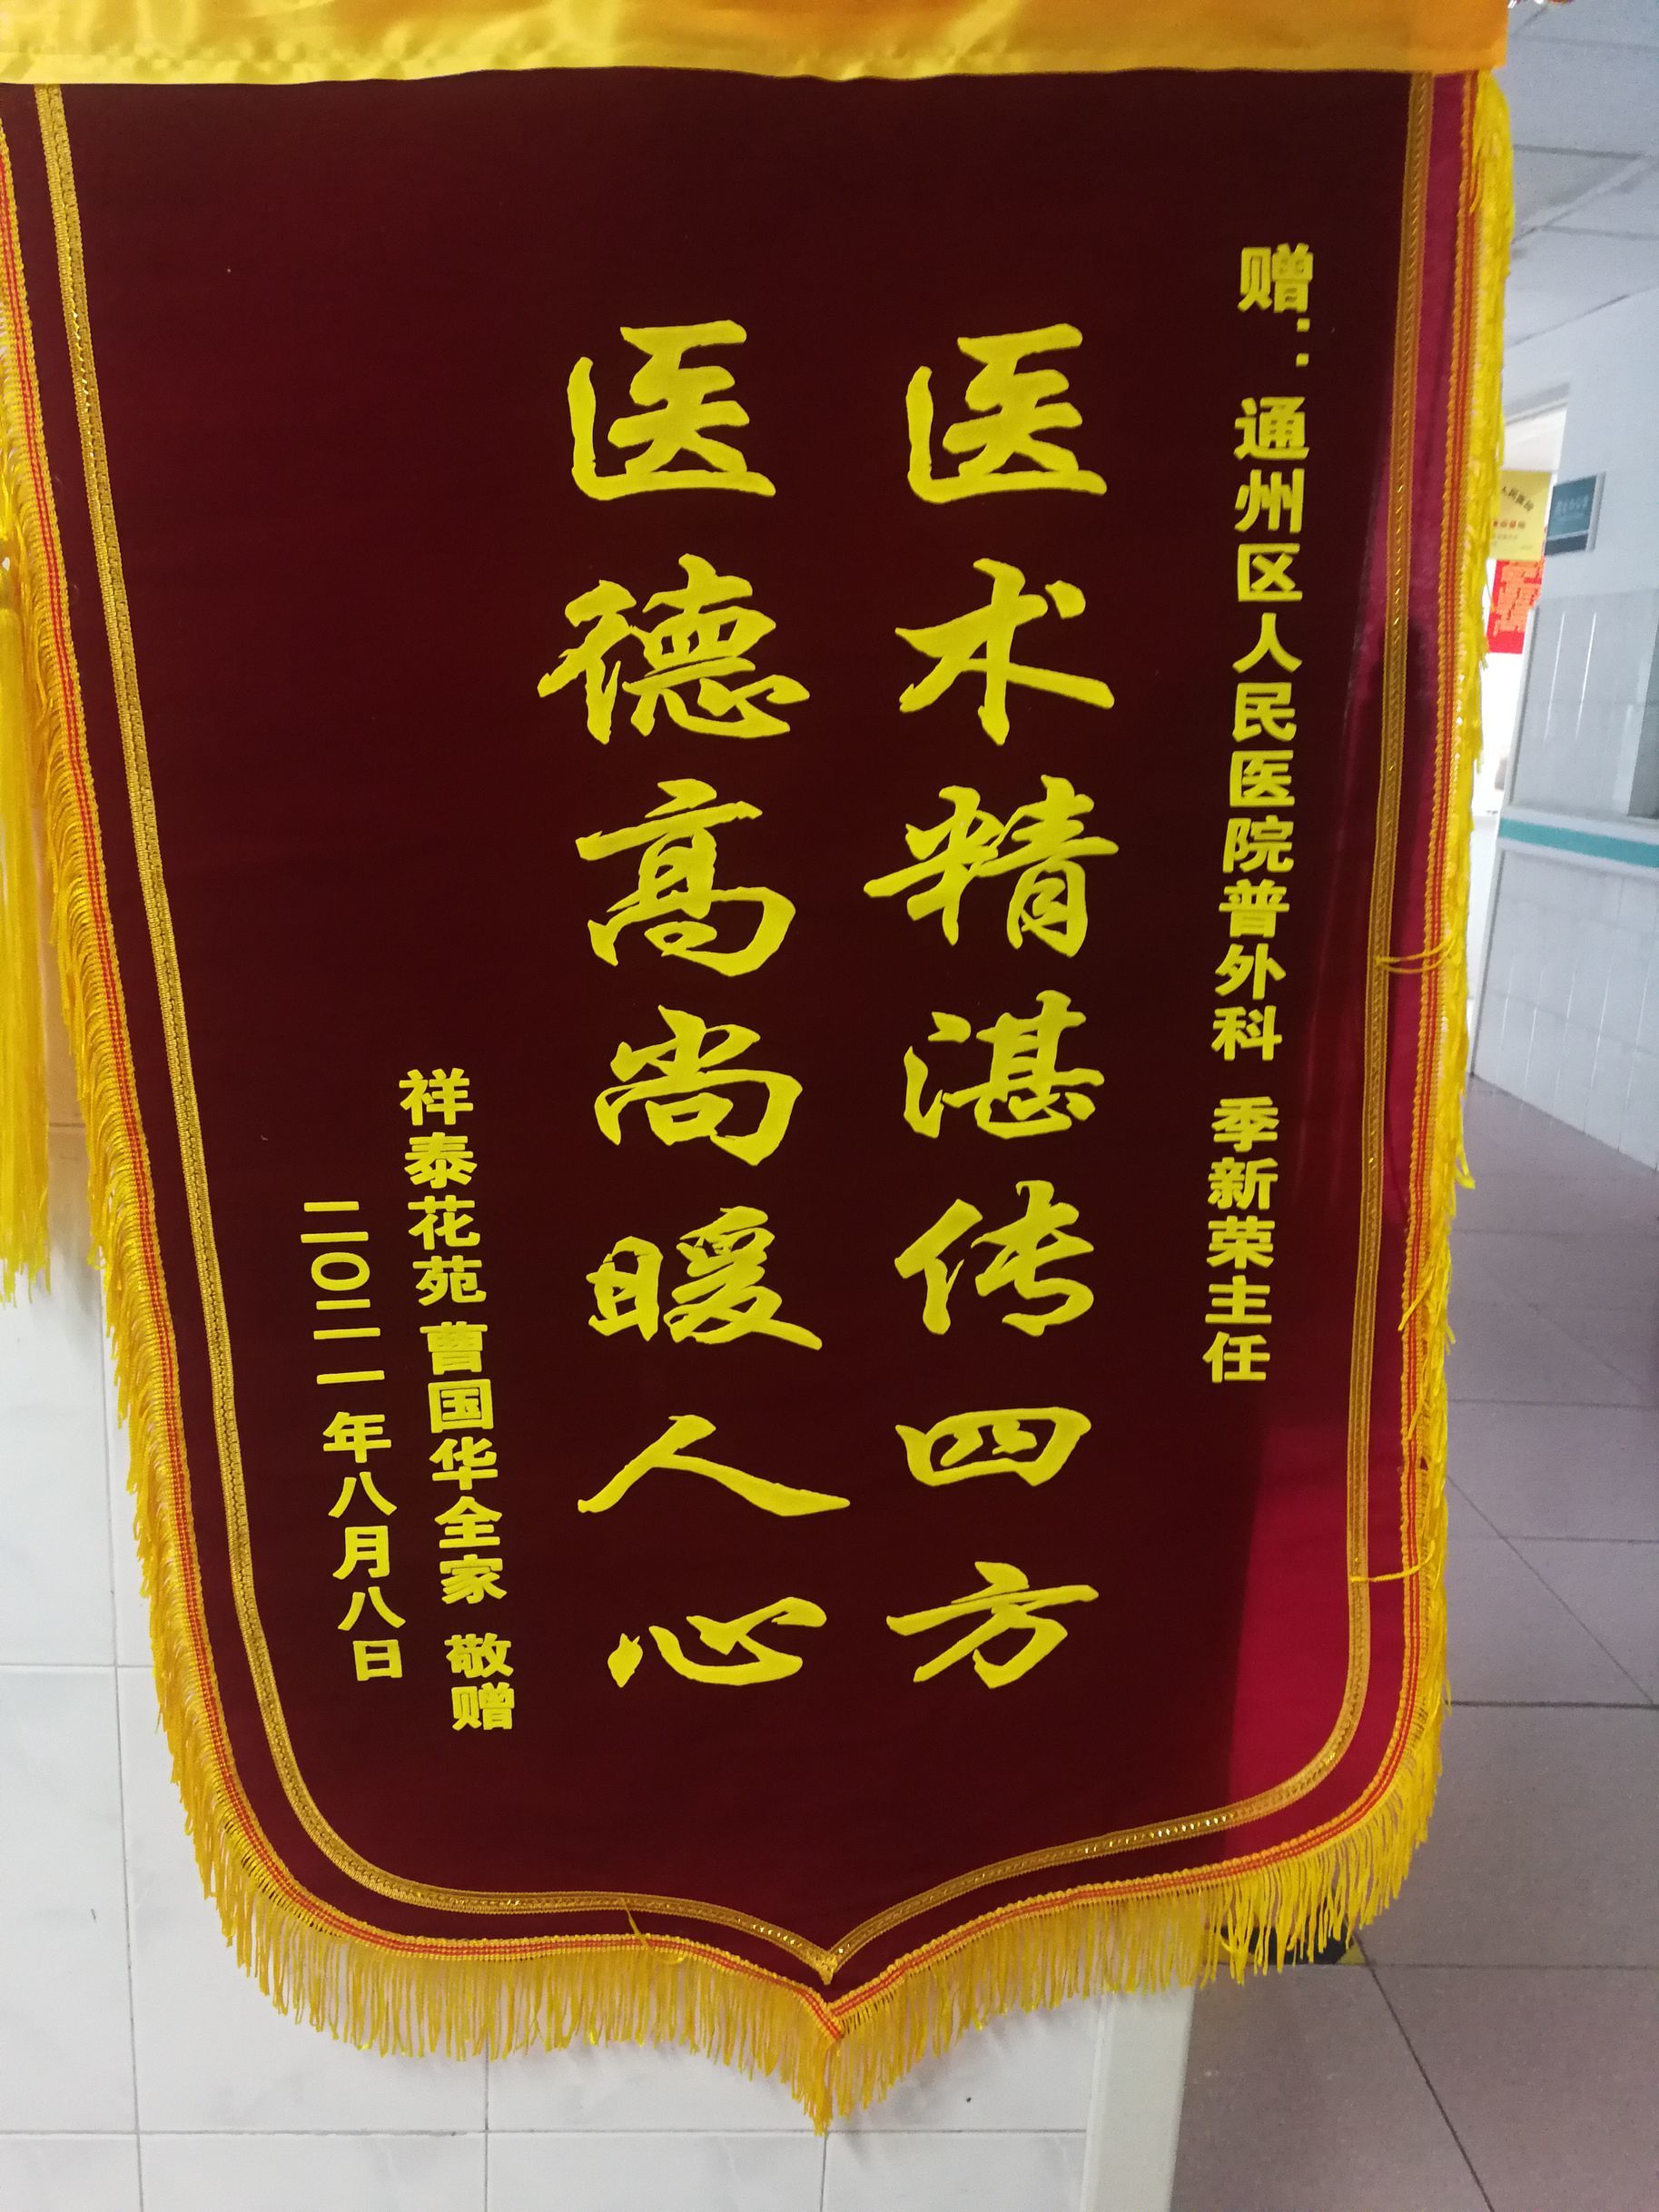 赠：通州区人民医院普外科 季新荣主任
医术精湛传四方
医德高尚暖人心
祥泰花苑 曹国华全家 敬赠
二〇二一年八月八日